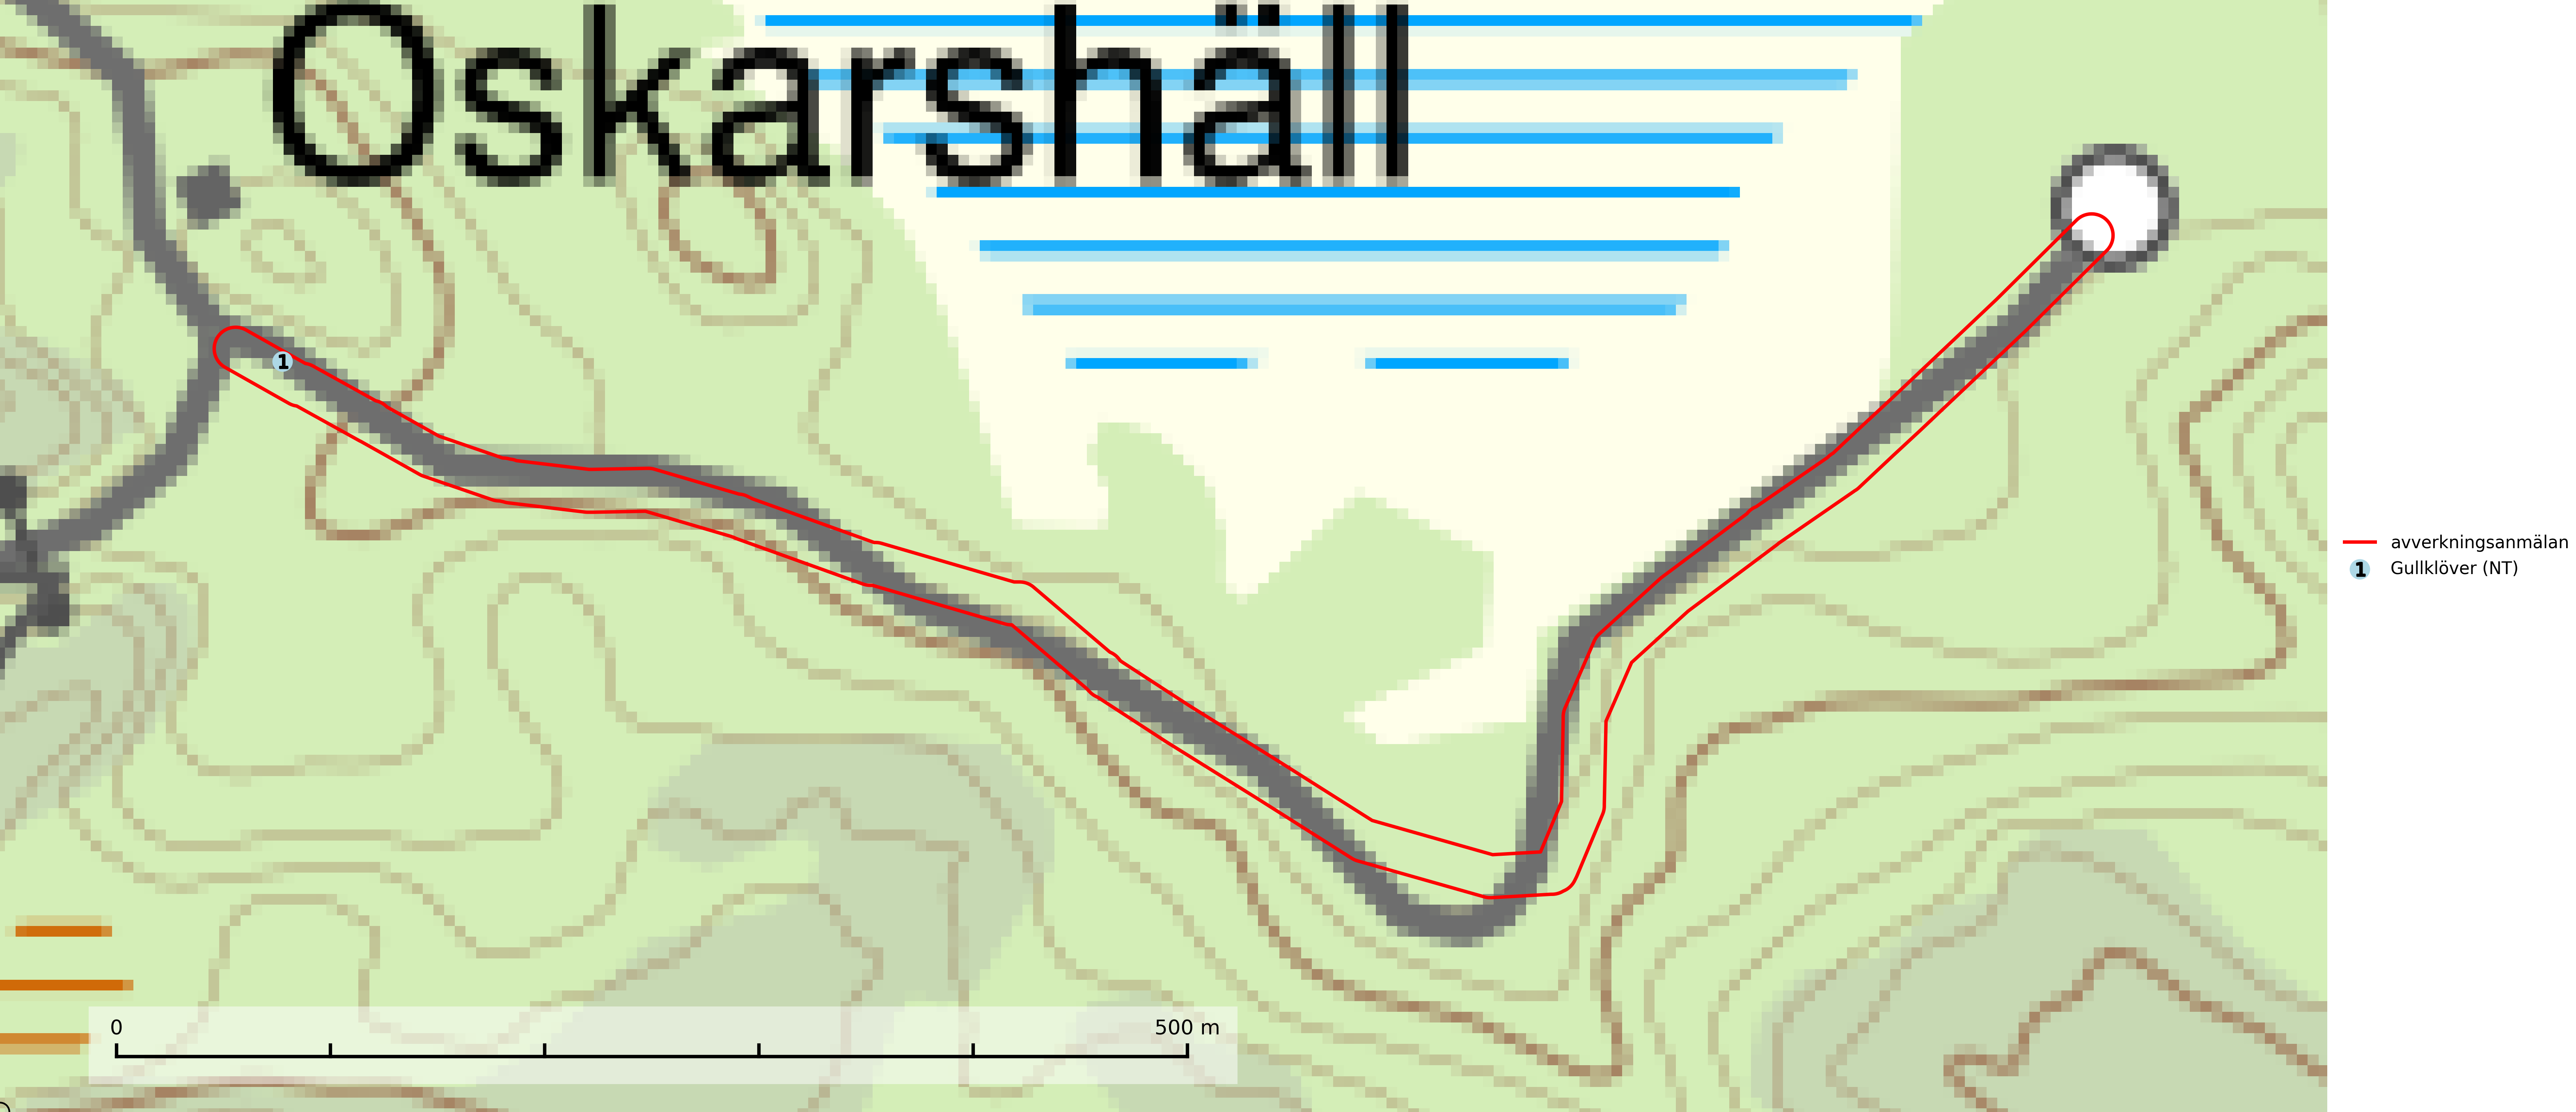 Oskarshäll
1
avverkningsanmälan
1 Gullklöver (NT)
0 500 m